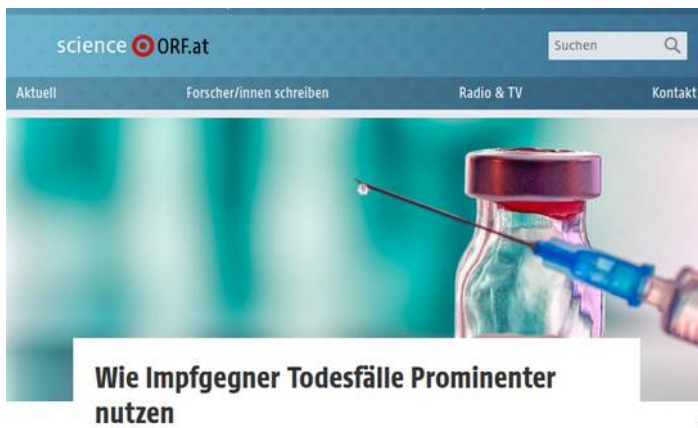 science ORF.at
Suchen
Aktuell Forscher/innen schreiben Radio & TV Kontakt
Wie Impfgegner Todesfälle Prominenter
nutzen